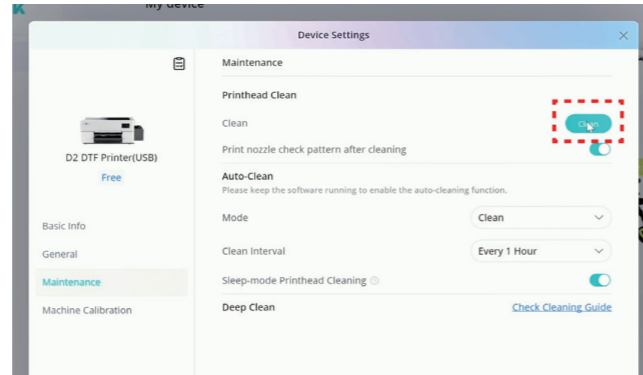 My device
Device Settings
Maintenance
Printhead Clean
Clean
Clean
Print nozzle check pattern after cleaning
D2 DTF Printer(USB)
Free
Auto-Clean
Please keep the software running to enable the auto-cleaning function.
Mode
Clean
Basic Info
General
Clean Interval
Every 1 Hour
Maintenance
Sleep-mode Printhead Cleaning
Machine Calibration
Deep Clean
Check Cleaning Guide